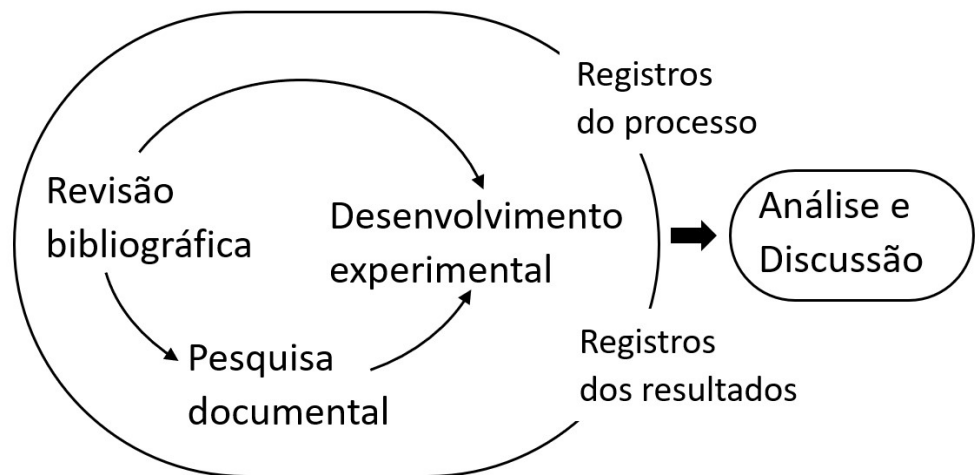 Revisão
bibliográfica
Pesquisa
documental
Desenvolvimento
experimental
Registros
do processo
Registros
dos resultados
Análise e
Discussão